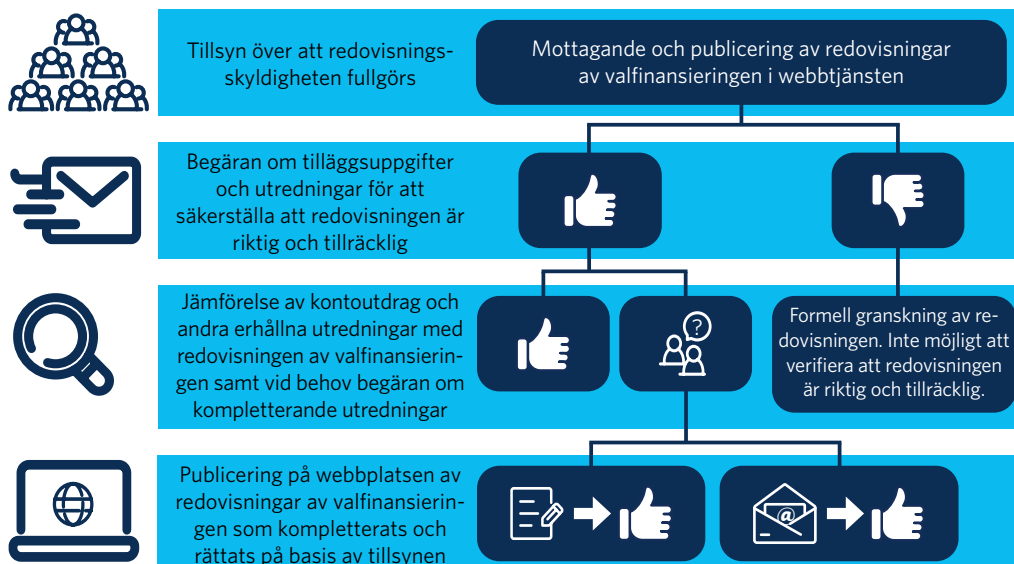 Tillsyn över att redovisnings-
skyldigheten fullgörs
Mottagande och publicering av redovisningar
av valfinansieringen i webbtjänsten
Begäran om tilläggsuppgifter
och utredningar för att
säkerställa att redovisningen är
riktig och tillräcklig
Jämförelse av kontoutdrag och
andra erhållna utredningar med
redovisningen av valfinansierin-
gen samt vid behov begäran om
kompletterande utredningar
?
Formell granskning av re-
dovisningen. Inte möjligt att
verifiera att redovisningen
är riktig och tillräcklig.
Publicering på webbplatsen av
redovisningar av valfinansierin-
gen som kompletterats och
rättats på basis av tillsynen
@